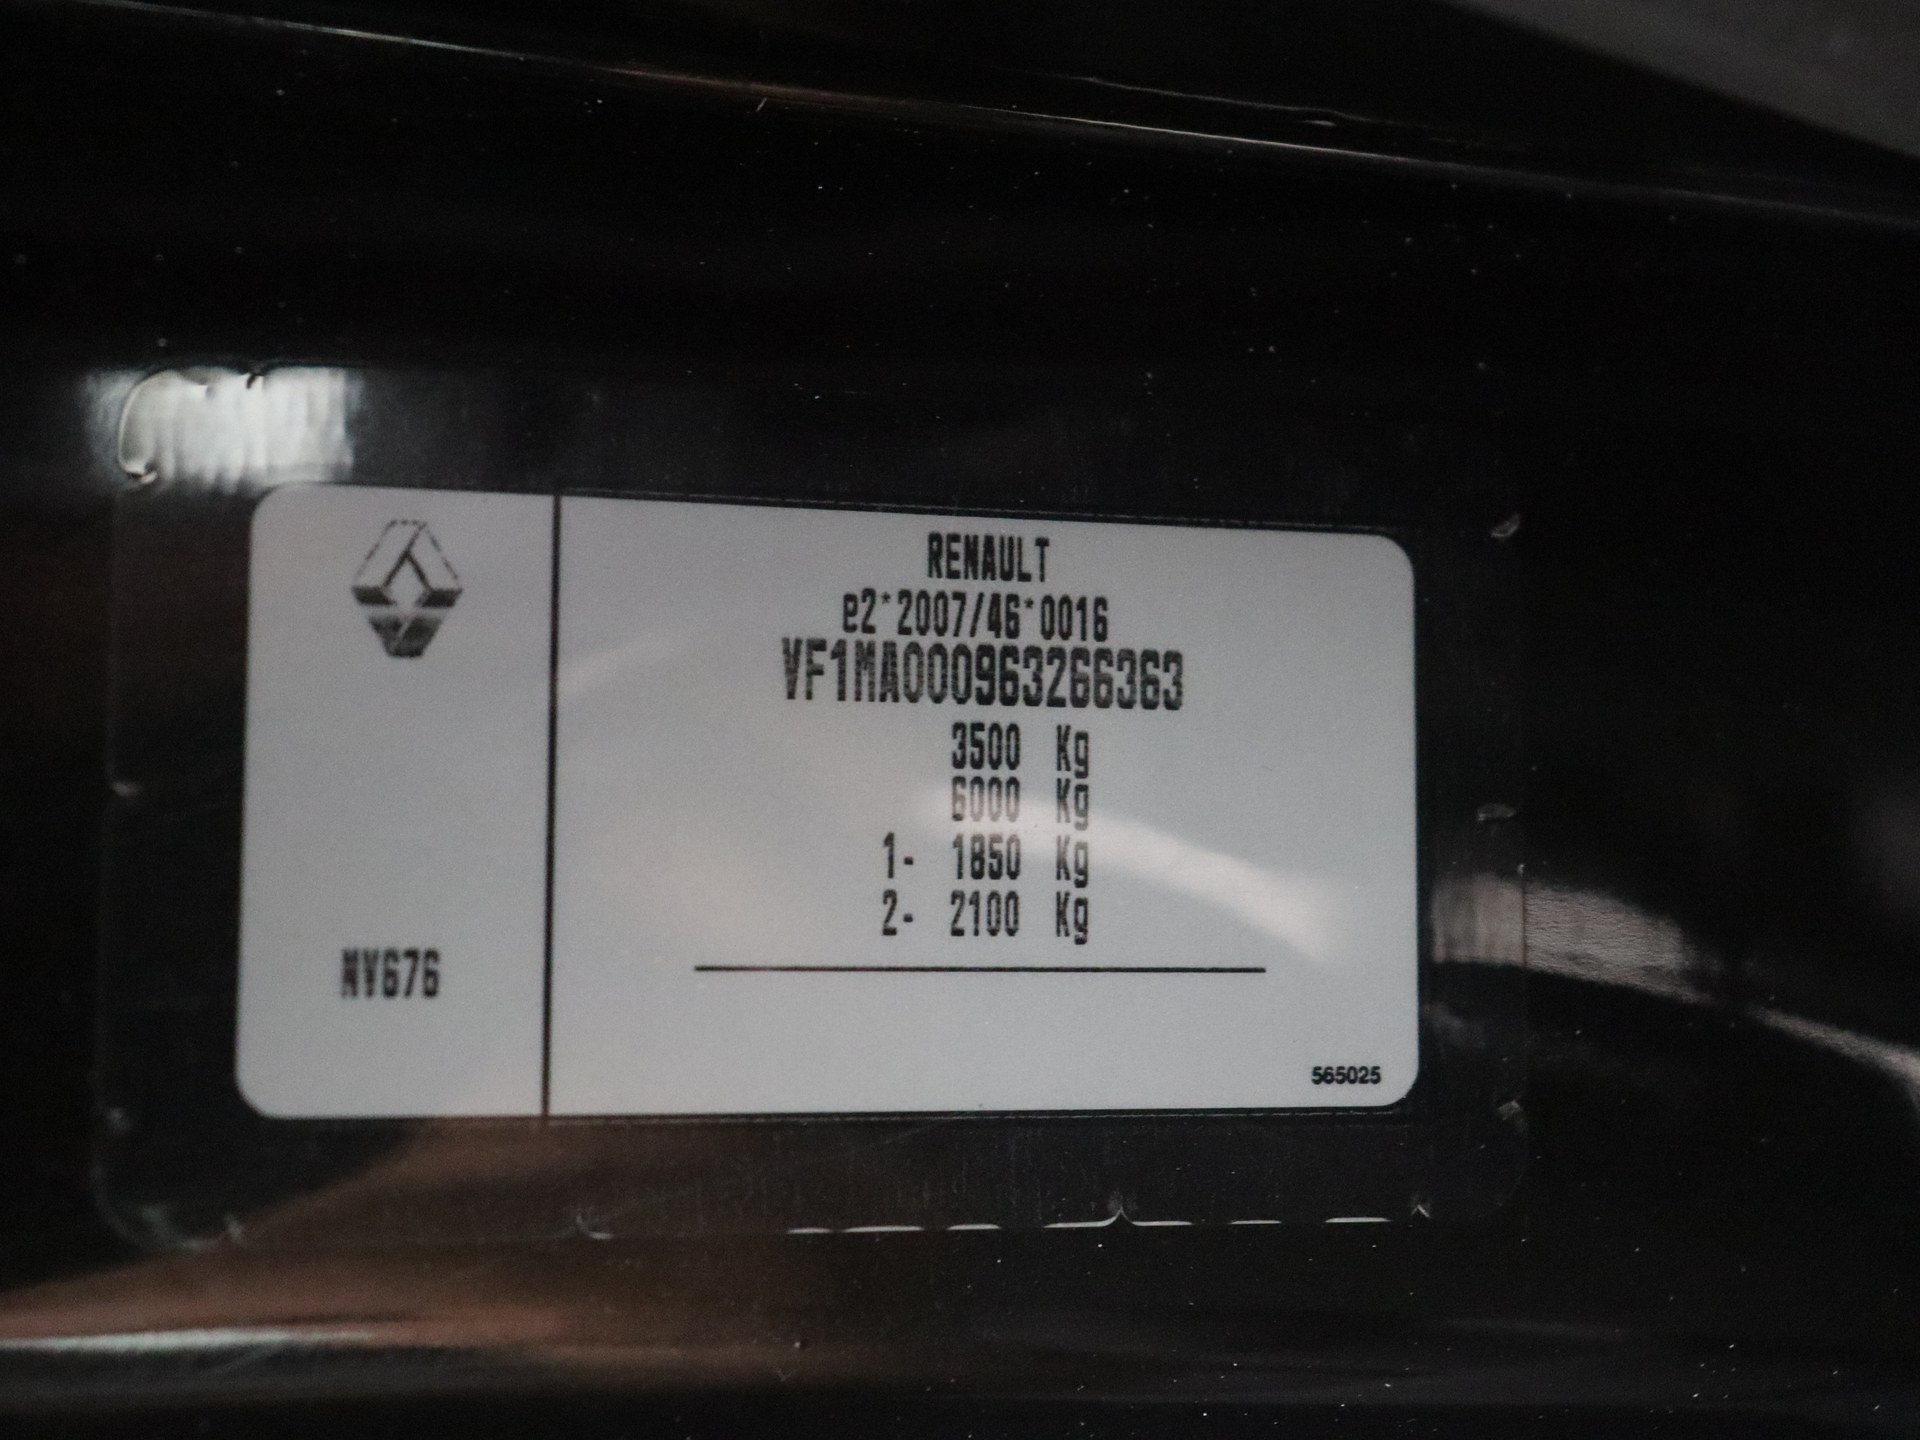 RENAULT
e2*2007/46*0016
VF1MA000963266363
3500 Kg
6000 Kg
1- 1850 Kg
2- 2100 Kg
NV676
565025